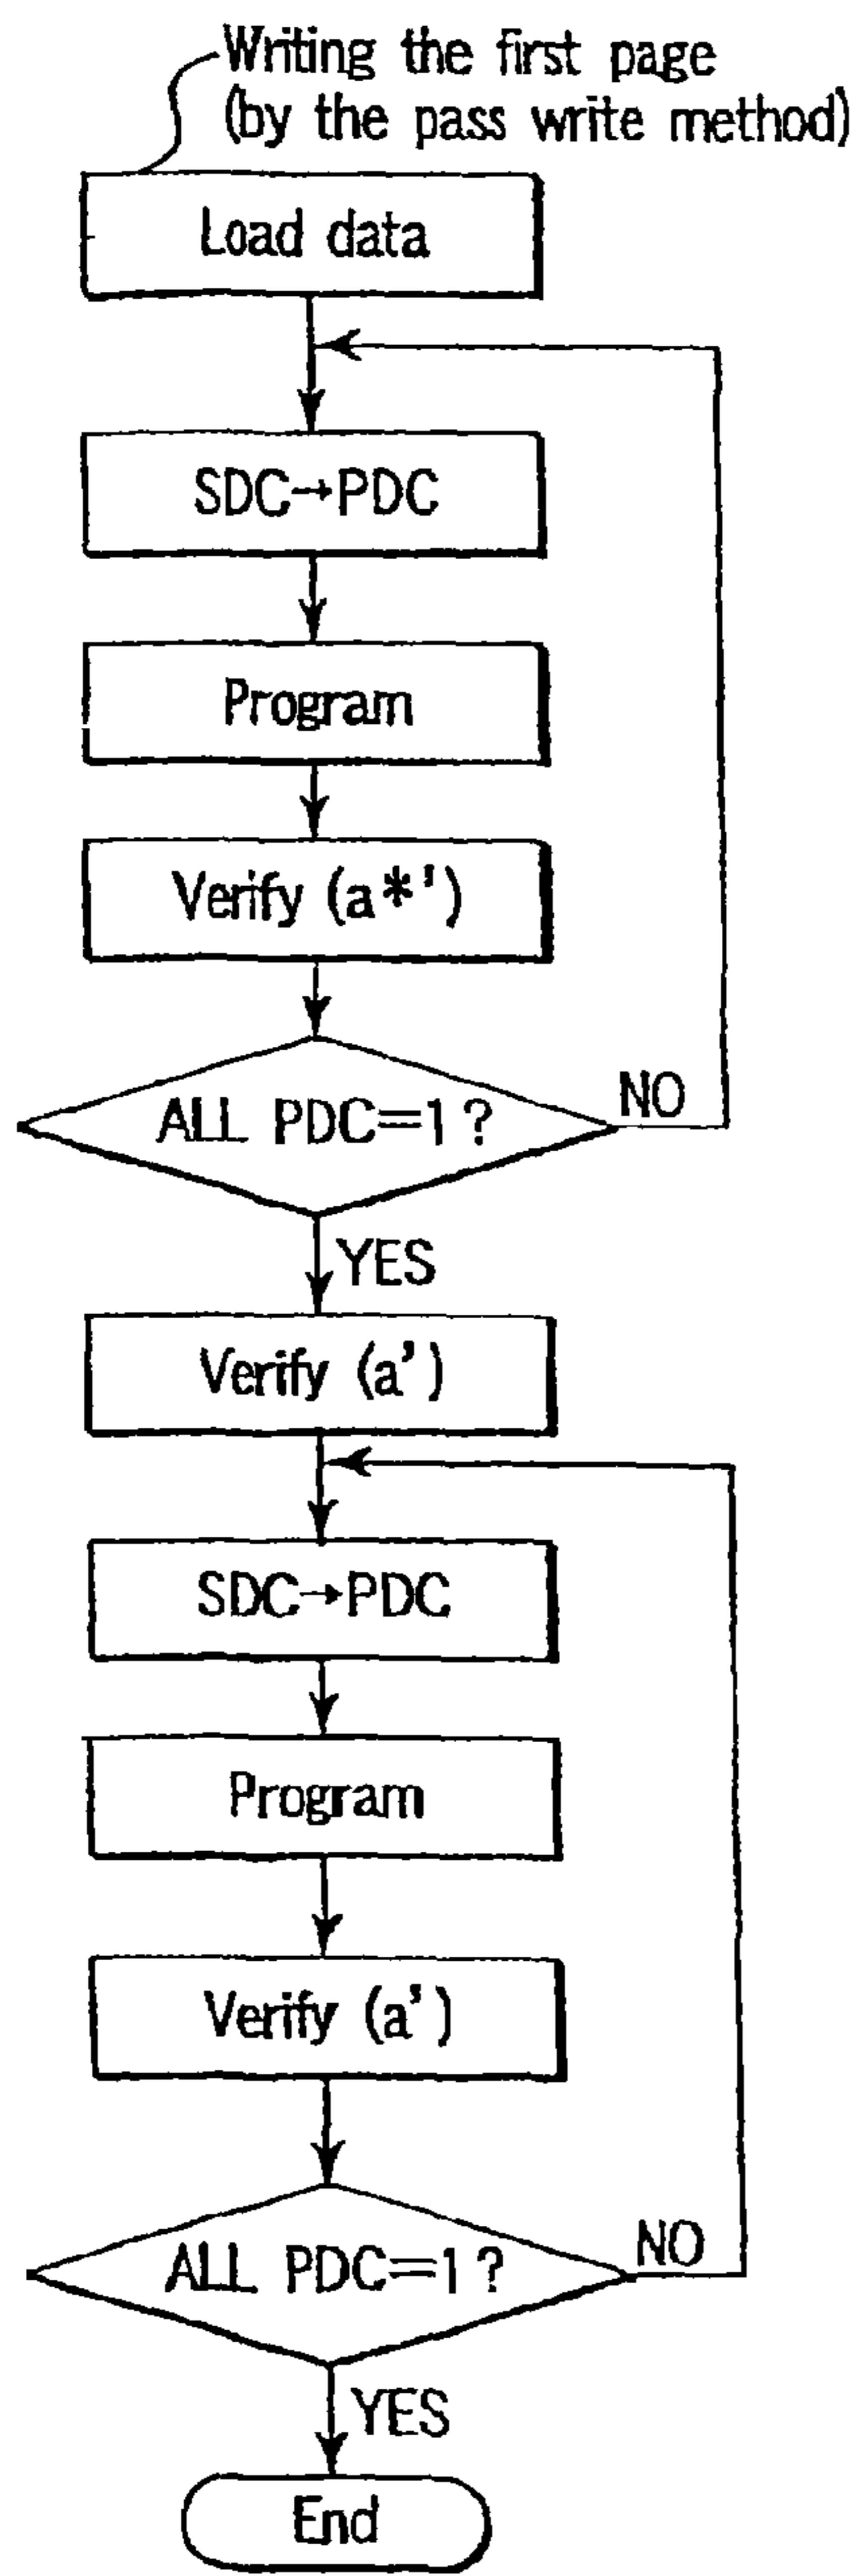 Writing the first page
(by the pass write method)
Load data
SDC→PDC
Program
Verify (a*')
ALL PDC=1?
NO
YES
Verify (a')
SDC→PDC
Program
Verify (a')
ALL PDC=1?
NO
YES
End